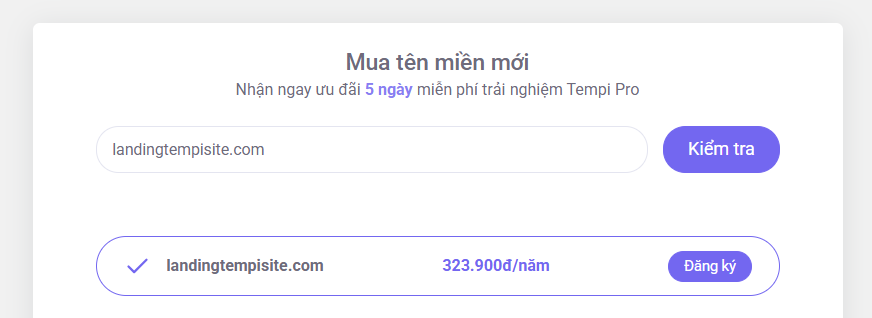 Mua tên miền mới
Nhận ngay ưu đãi 5 ngày miễn phí trải nghiệm Tempi Pro
landingtempisite.com
Kiểm tra
landingtempisite.com 323.900đ/năm Đăng ký